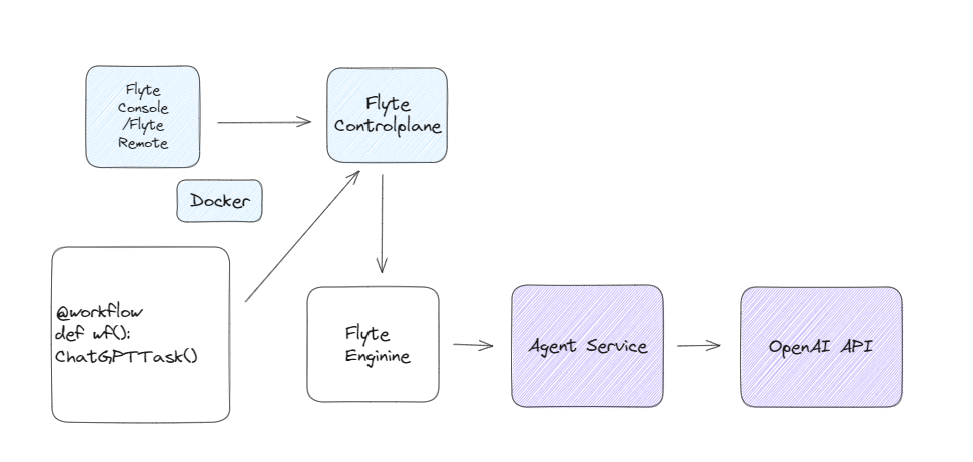 Flyte
Console
/Flyte
Remote
Flyte
Controlplane
Docker
@workflow
def wf():
ChatGPTTask()
Flyte
Enginine
Agent Service
OpenAI API